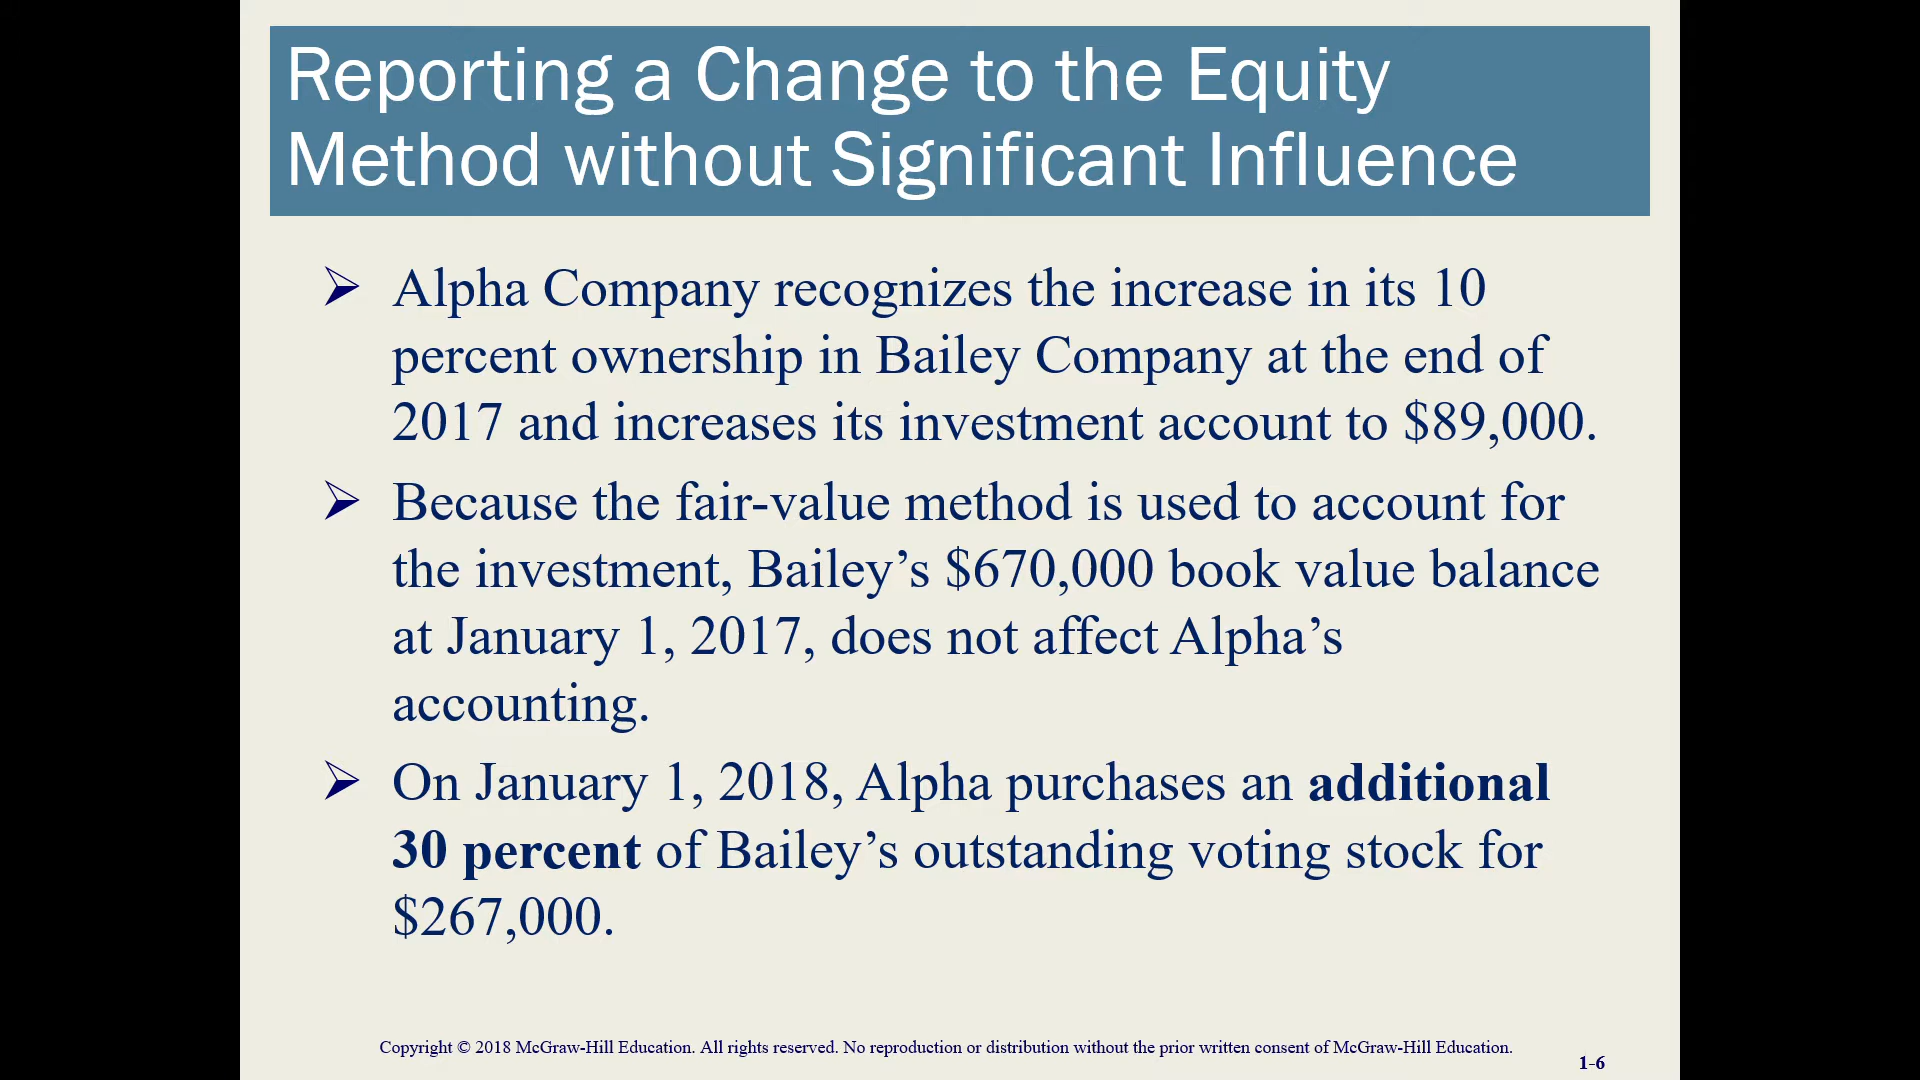 Reporting a Change to the Equity
Method without Significant Influence
➢ Alpha Company recognizes the increase in its 10
percent ownership in Bailey Company at the end of
2017 and increases its investment account to $89,000.
➢ Because the fair-value method is used to account for
the investment, Bailey’s $670,000 book value balance
at January 1, 2017, does not affect Alpha’s
accounting.
➢ On January 1, 2018, Alpha purchases an additional
30 percent of Bailey’s outstanding voting stock for
$267,000.
Copyright © 2018 McGraw-Hill Education. All rights reserved. No reproduction or distribution without the prior written consent of McGraw-Hill Education.
1-6